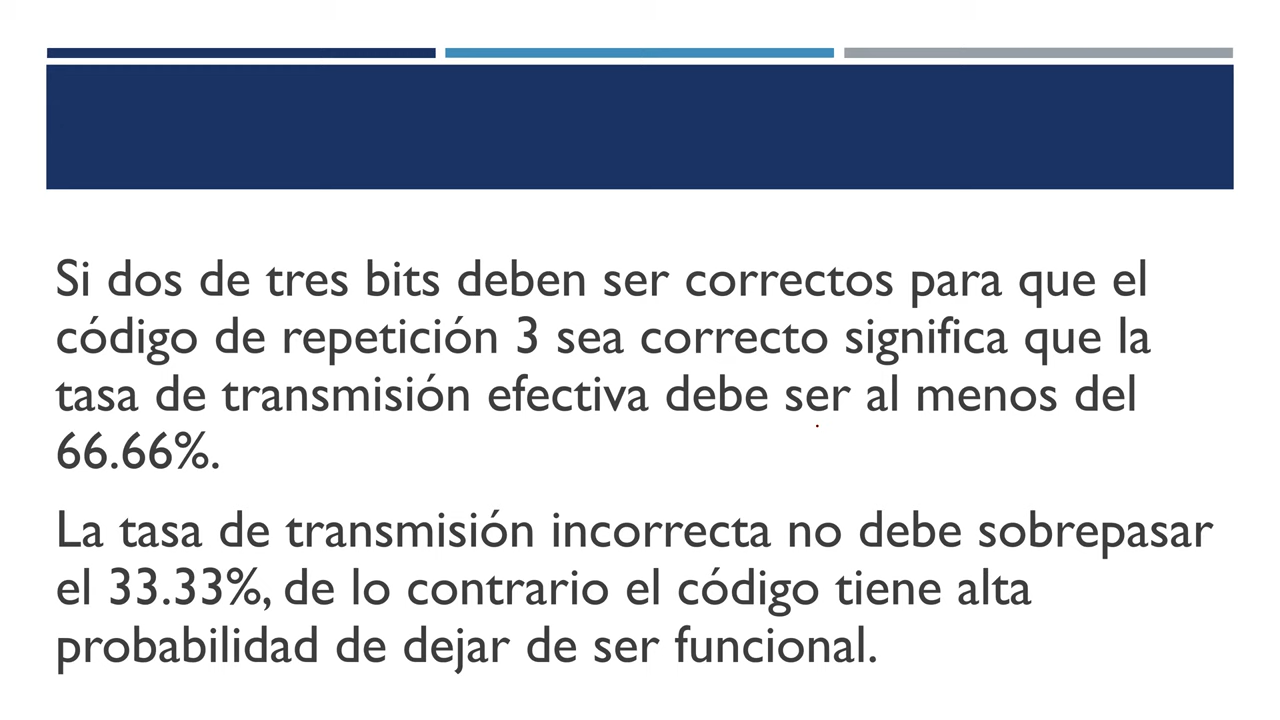 Si dos de tres bits deben ser correctos para que el
código de repetición 3 sea correcto significa que la
tasa de transmisión efectiva debe ser al menos del
66.66%.
La tasa de transmisión incorrecta no debe sobrepasar
el 33.33%, de lo contrario el código tiene alta
probabilidad de dejar de ser funcional.